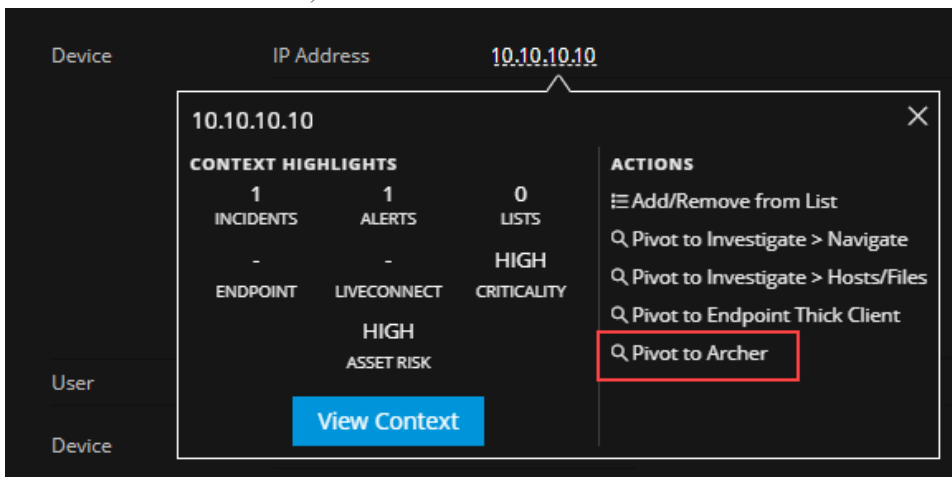 Device IP Address 10.10.10.10
10.10.10.10
CONTEXT HIGHLIGHTS
1 1 0
INCIDENTS ALERTS LISTS
- - HIGH
ENDPOINT LIVECONNECT CRITICALITY
HIGH
ASSET RISK
View Context
ACTIONS
Add/Remove from List
Pivot to Investigate > Navigate
Pivot to Investigate > Hosts/Files
Pivot to Endpoint Thick Client
Pivot to Archer
User
Device